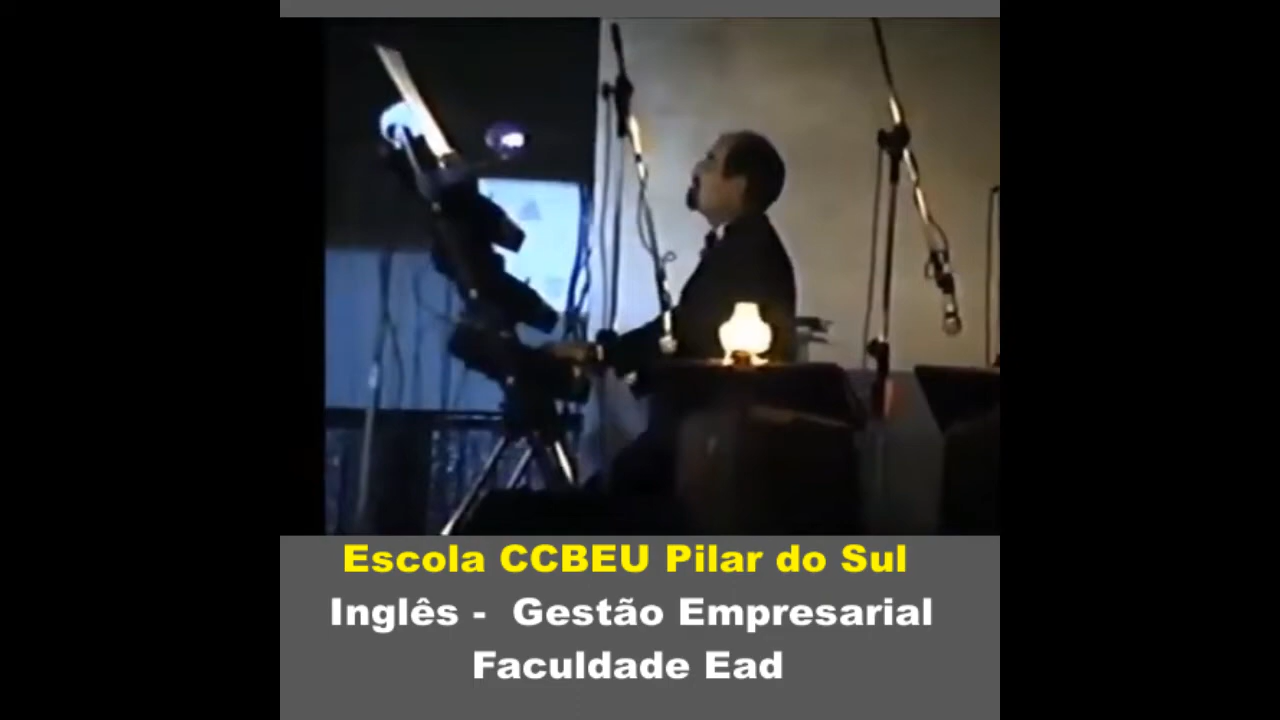 Escola CCBEU Pilar do Sul
Inglês - Gestão Empresarial
Faculdade Ead